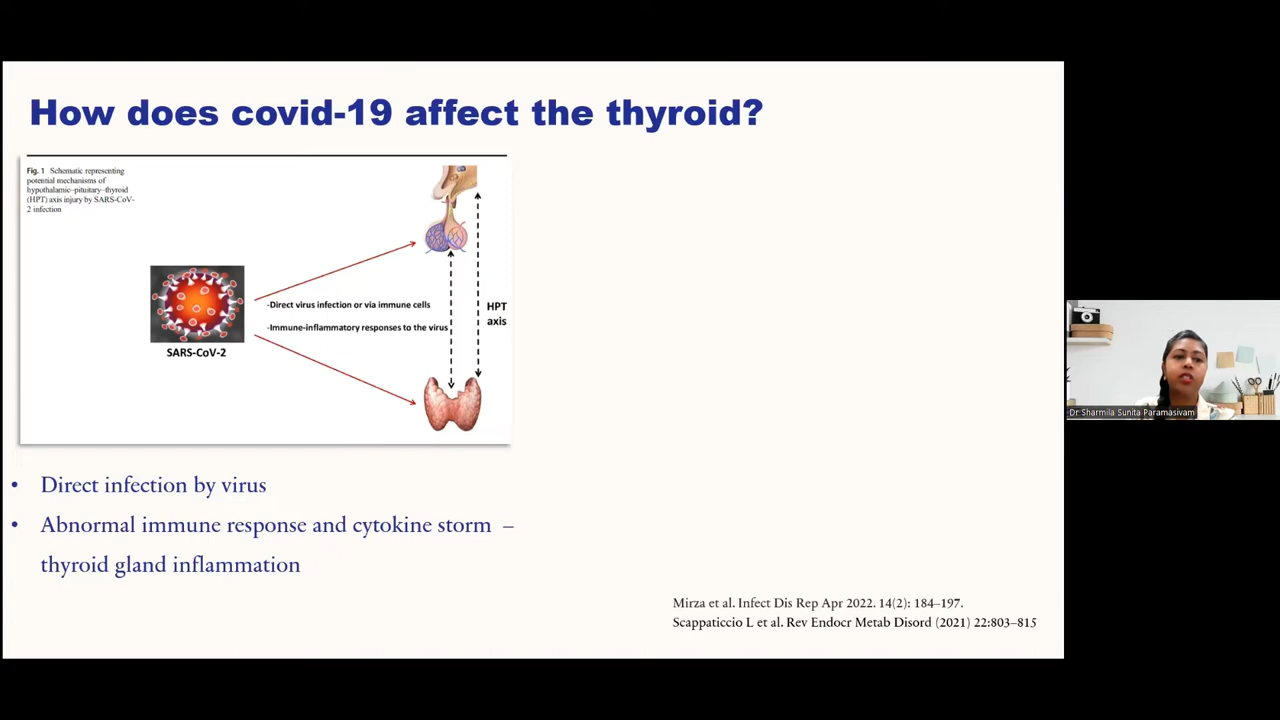 How does covid-19 affect the thyroid?
Fig. 1 Schematic representing
potential mechanisms of
hypothalamic–pituitary–thyroid
(HPT) axis injury by SARS-CoV-
2 infection
-Direct virus infection or via immune cells
-Immune-inflammatory responses to the virus
HPT
axis
SARS-CoV-2
• Direct infection by virus
• Abnormal immune response and cytokine storm –
thyroid gland inflammation
Mirza et al. Infect Dis Rep Apr 2022. 14(2): 184–197.
Scappaticcio L et al. Rev Endocr Metab Disord (2021) 22:803–815
Dr Sharmila Sunita Paramasivam